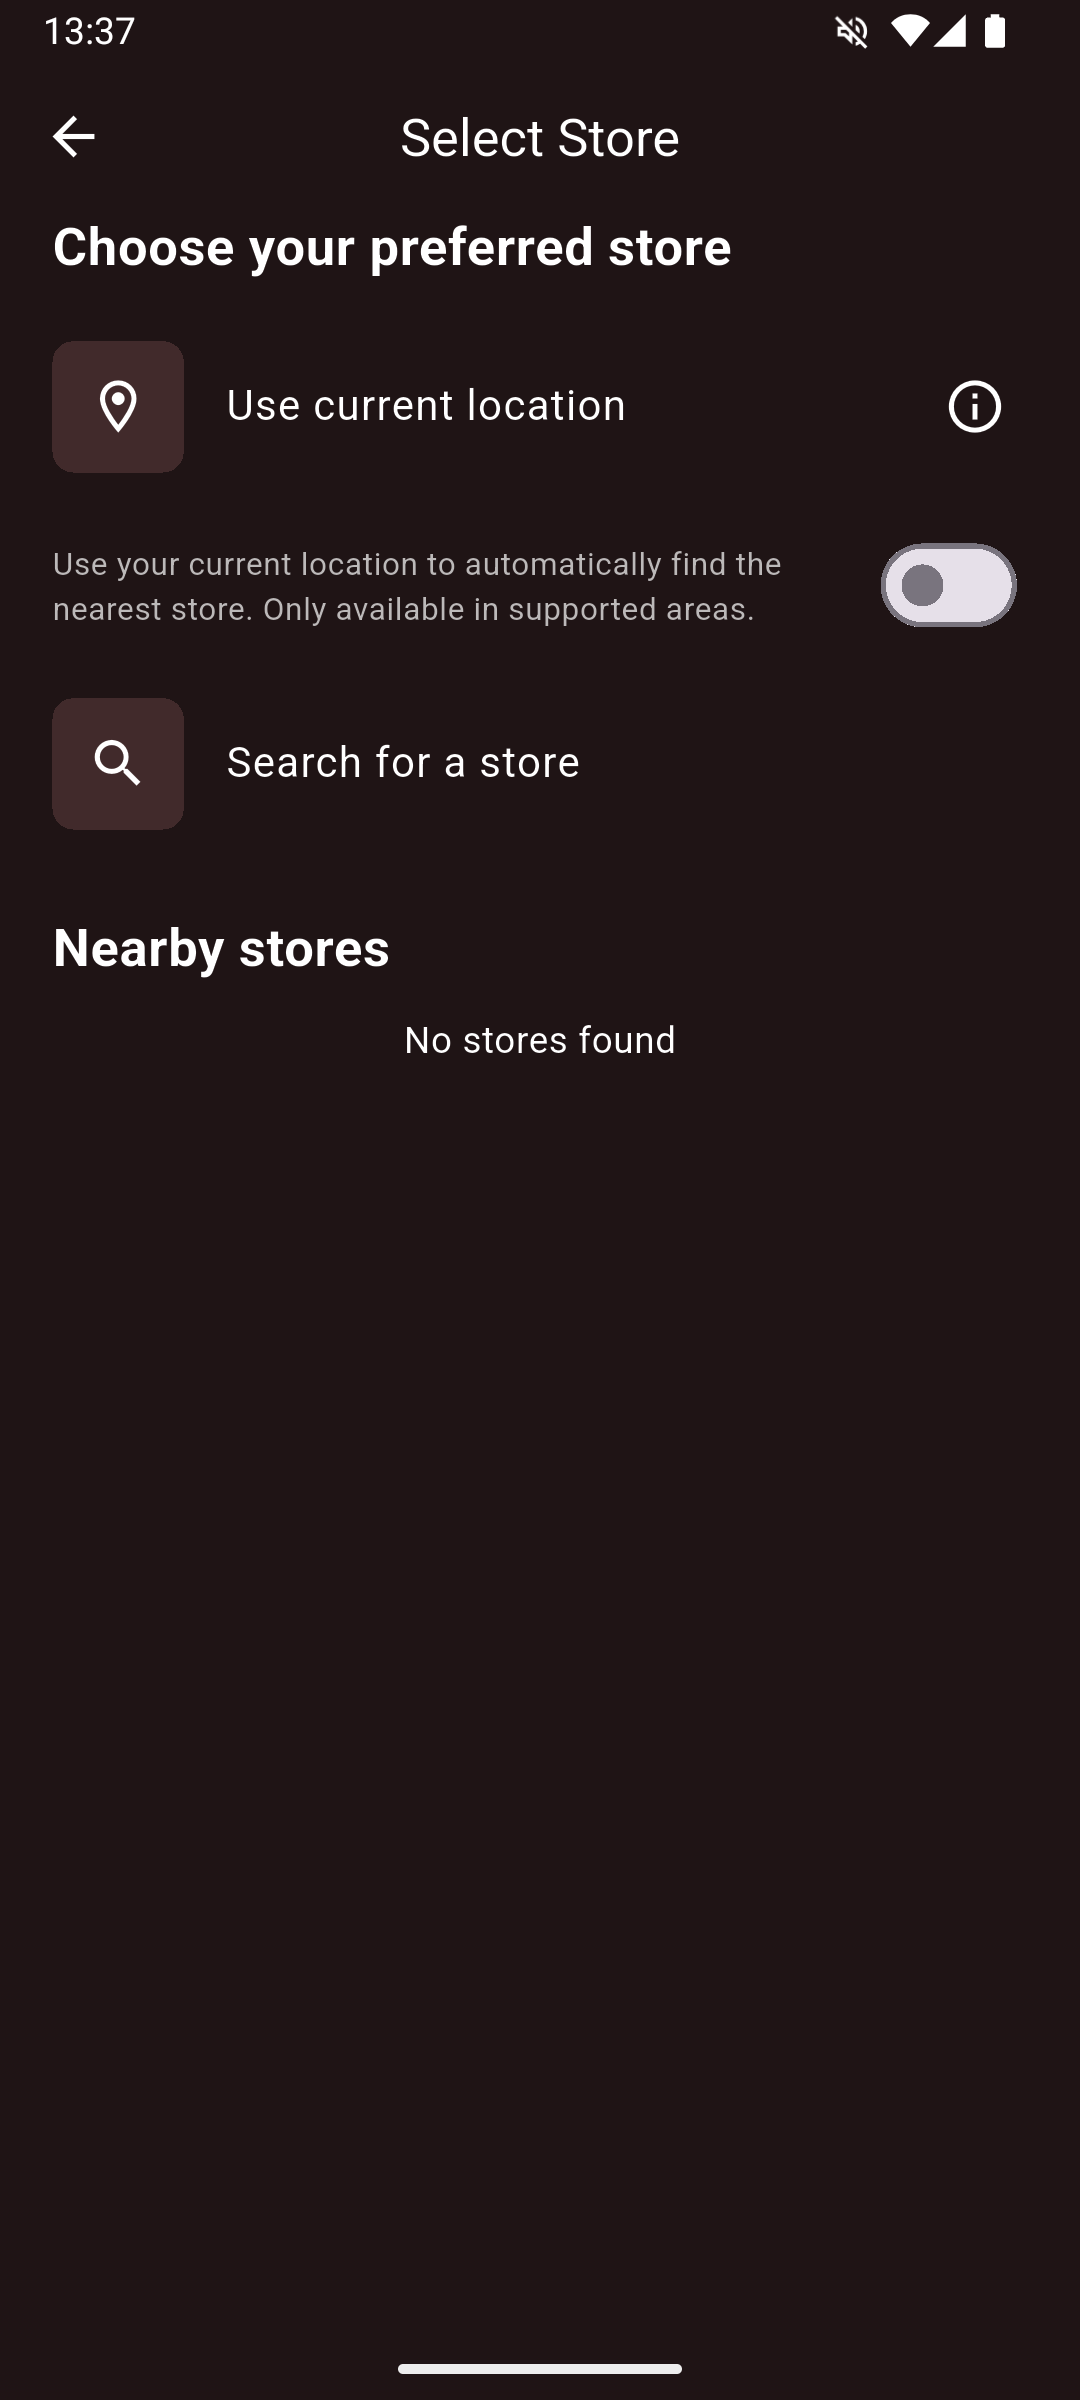 13:37
Select Store
Choose your preferred store
Use current location
Use your current location to automatically find the
nearest store. Only available in supported areas.
Search for a store
Nearby stores
No stores found